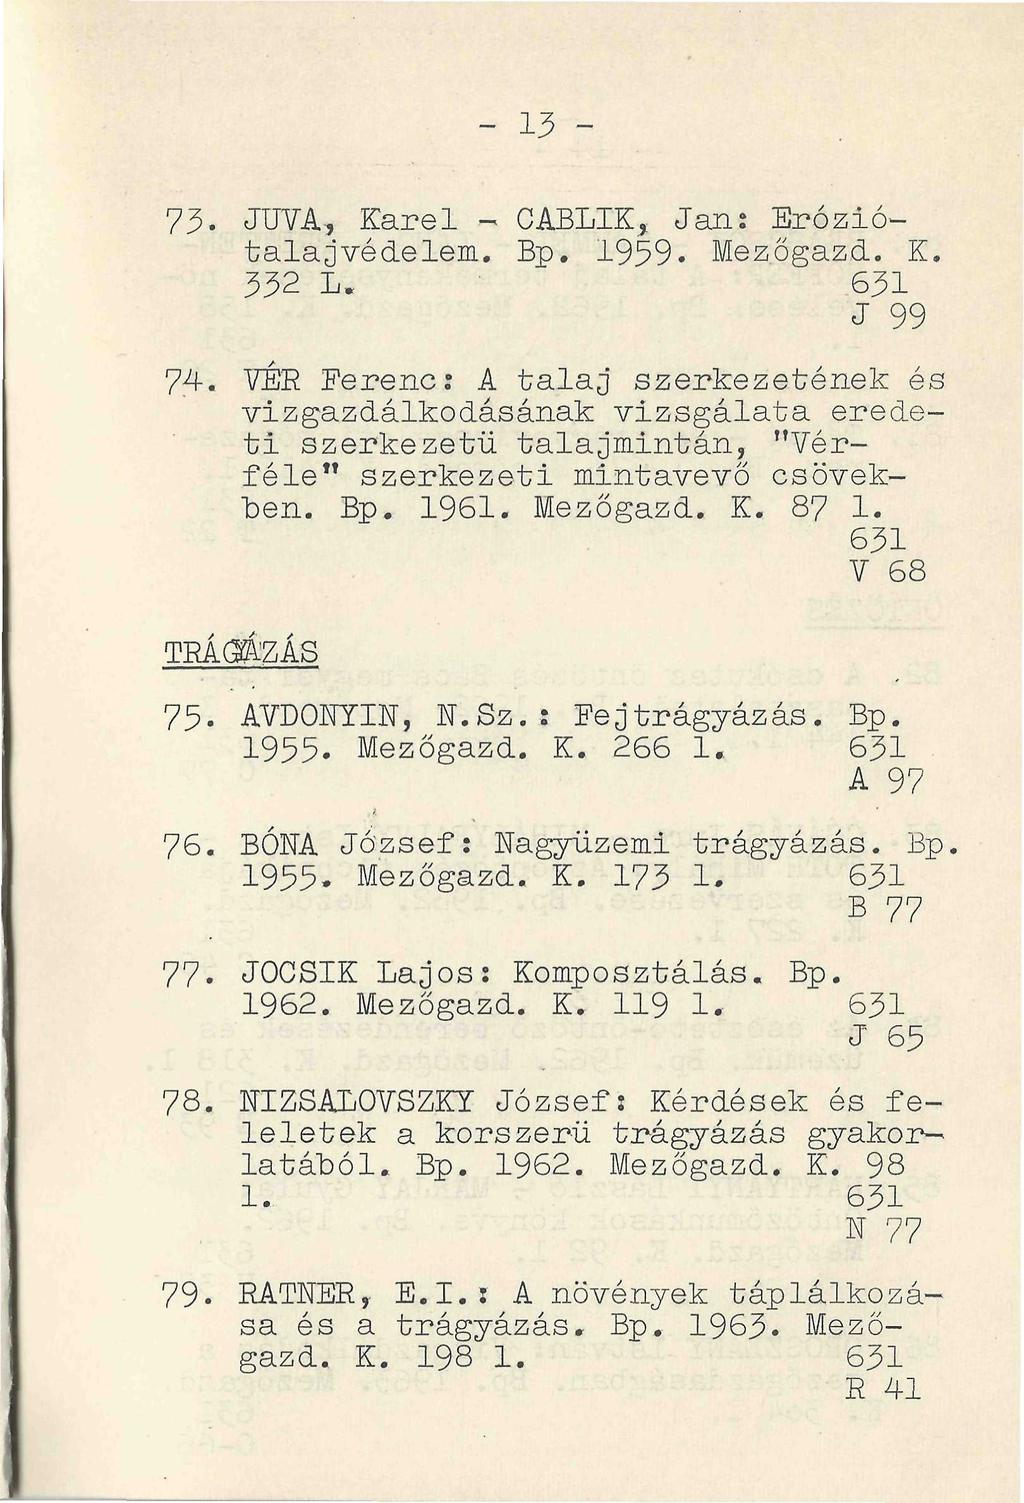 - 13 -
73. JUVA, Karel - CABLIK, Jan: Erózió-
talajvédelem. Bp. 1959. Mezőgazd. K.
332 L. 631
J 99
74. VÉR Ferenc: A talaj szerkezetének és
vizgazdálkodásának vizsgálata erede-
ti szerkezetü talajmintán, "Vér-
féle" szerkezeti mintavevő csövek-
ben. Bp. 1961. Mezőgazd. K. 87 l.
631
V 68
TRÁGYÁZÁS
75. AVDONYIN, N.Sz.: Fejtrágyázás. Bp.
1955. Mezőgazd. K. 266 l. 631
A 97
76. BÓNA József: Nagyüzemi trágyázás. Bp.
1955. Mezőgazd. K. 173 l. 631
B 77
77. JOCSIK Lajos: Komposztálás. Bp.
1962. Mezőgazd. K. 119 l. 631
J 65
78. NIZSALOVSZKY József: Kérdések és fe-
leletek a korszerü trágyázás gyakor-
latából. Bp. 1962. Mezőgazd. K. 98
l. 631
N 77
79. RATNER, E.I.: A növények táplálkozá-
sa és a trágyázás. Bp. 1963. Mező-
gazd. K. 198 l. 631
R 41